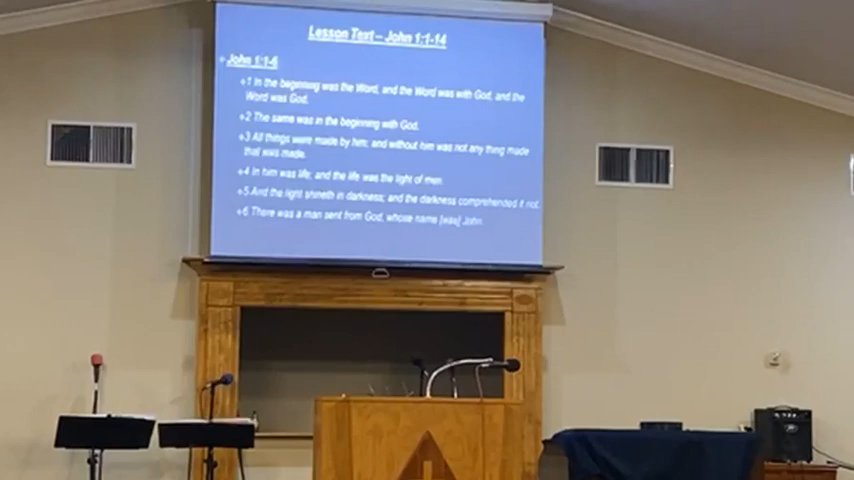 Lesson Text – John 1:1-14
John 1:1-6
1 In the beginning was the Word, and the Word was with God, and the
Word was God.
2 The same was in the beginning with God.
3 All things were made by him; and without him was not any thing made
that was made.
4 In him was life; and the life was the light of men.
5 And the light shineth in darkness; and the darkness comprehended it not.
6 There was a man sent from God, whose name [was] John.